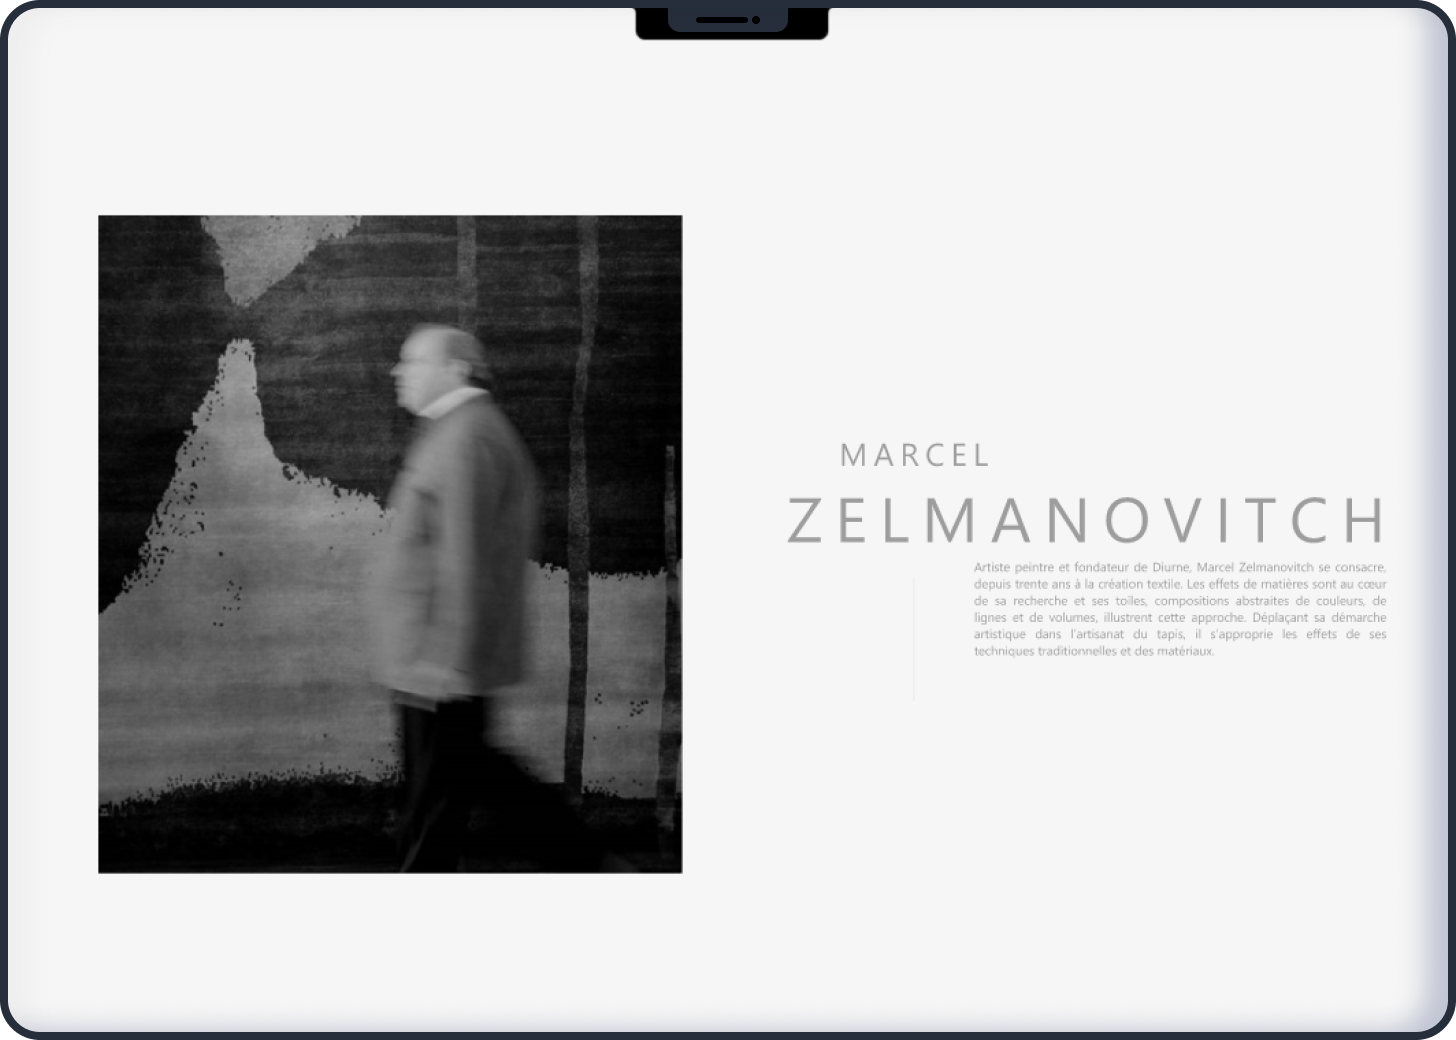 MARCEL
ZELMANOVITCH
Artiste peintre et fondateur de Diurne, Marcel Zelmanovitch se consacre,
depuis trente ans à la création textile. Les effets de matières sont au cœur
de sa recherche et ses toiles, compositions abstraites de couleurs, de
lignes et de volumes, illustrent cette approche. Déplaçant sa démarche
artistique dans l'artisanat du tapis, il s'approprie les effets de ses
techniques traditionnelles et des matériaux.